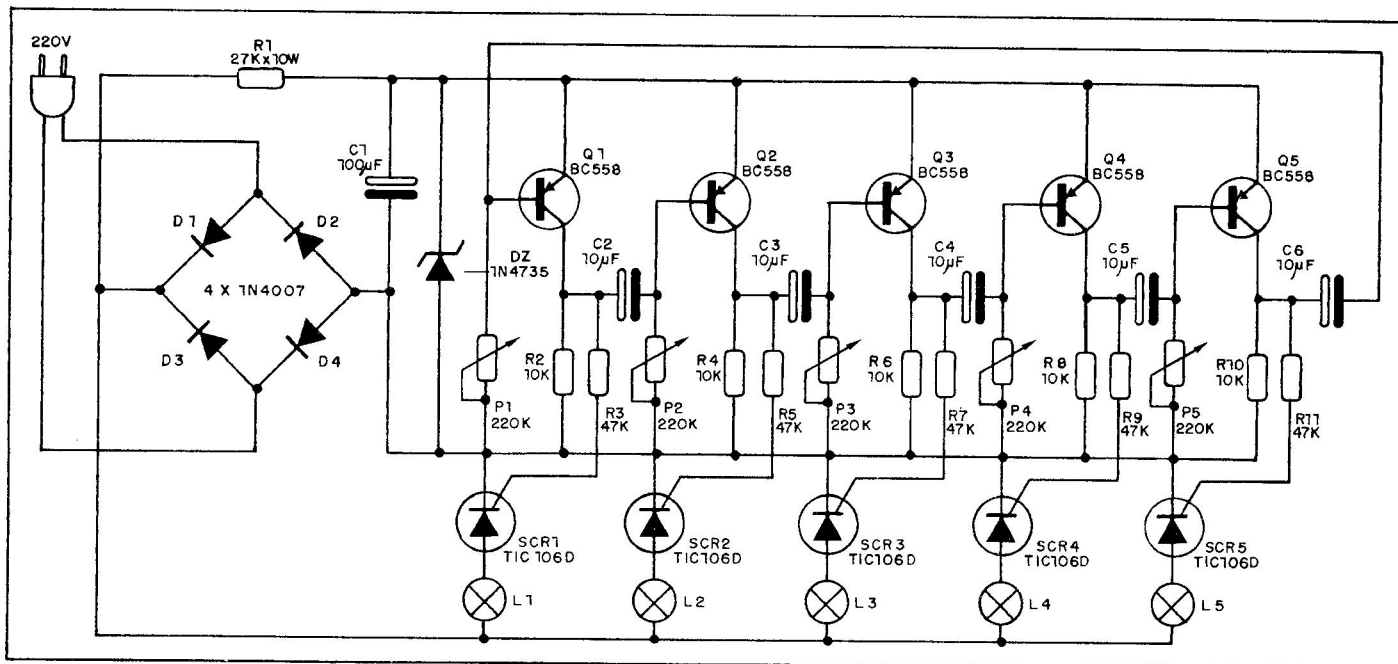 220V
R1
27K x 10W
C1
100µF
Q1
BC558
Q2
BC558
Q3
BC558
Q4
BC558
Q5
BC558
D1
D2
4 X 1N4007
D3
D4
DZ
1N4735
C2
10µF
C3
10µF
C4
10µF
C5
10µF
C6
10µF
P1
220K
R2
10K
R3
47K
P2
220K
R4
10K
R5
47K
P3
220K
R6
10K
R7
47K
P4
220K
R8
10K
R9
47K
P5
220K
R10
10K
R11
47K
SCR1
TIC106D
SCR2
TIC106D
SCR3
TIC106D
SCR4
TIC106D
SCR5
TIC106D
L1
L2
L3
L4
L5